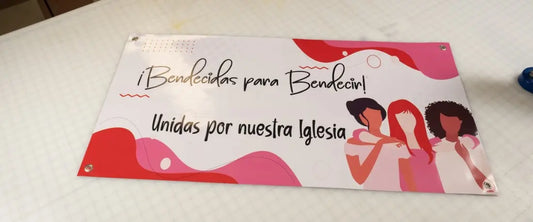 ¡Bendecidas para Bendecir!
Unidas por nuestra Iglesia